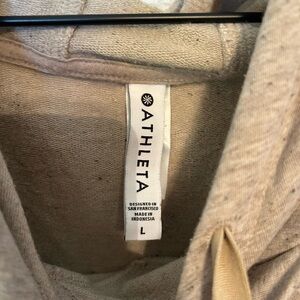 ATHLETA
DESIGNED IN
SAN FRANCISCO
MADE IN
INDONESIA
L